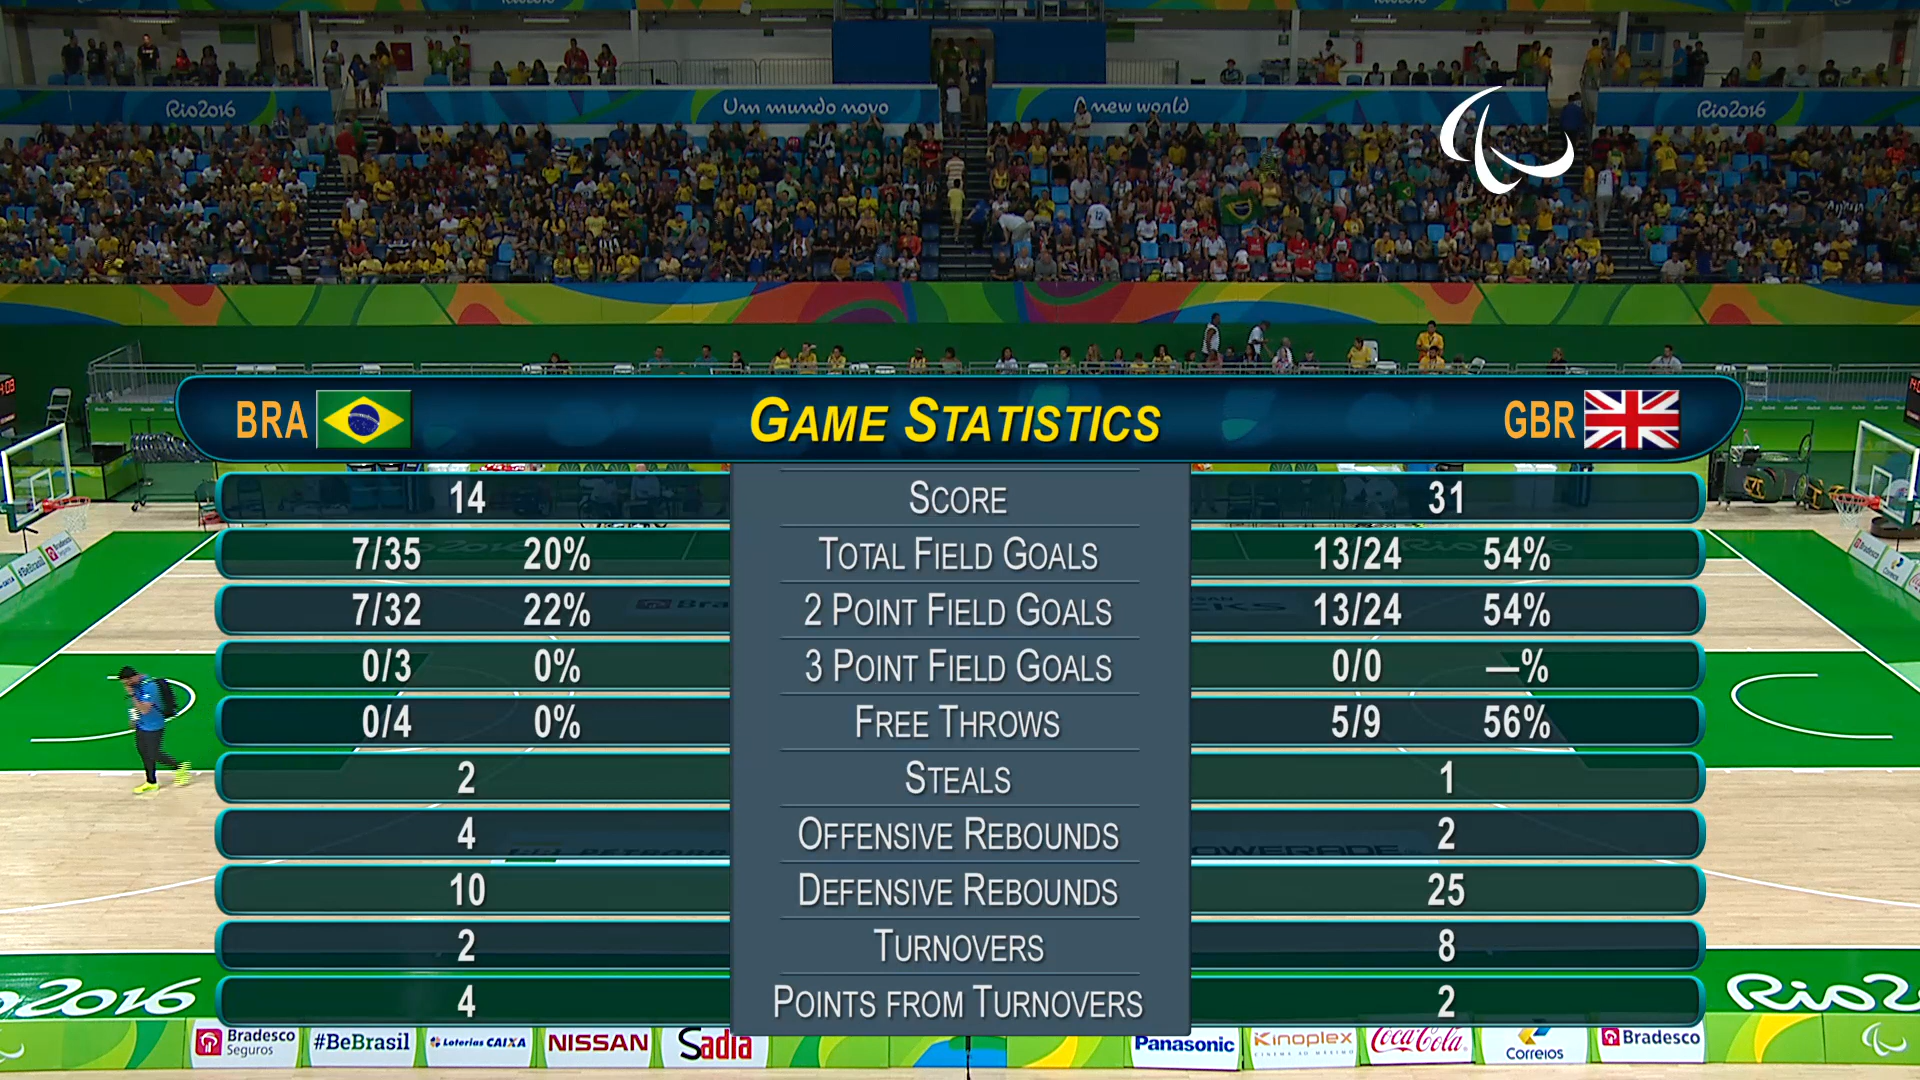 Rio2016
Um mundo novo
A new world
Rio2016
BRA
GAME STATISTICS
GBR
14 SCORE 31
7/35 20% TOTAL FIELD GOALS 13/24 54%
7/32 22% 2 POINT FIELD GOALS 13/24 54%
0/3 0% 3 POINT FIELD GOALS 0/0 —%
0/4 0% FREE THROWS 5/9 56%
2 STEALS 1
4 OFFENSIVE REBOUNDS 2
10 DEFENSIVE REBOUNDS 25
2 TURNOVERS 8
4 POINTS FROM TURNOVERS 2
Rio2016
Bradesco
Seguros
#BeBrasil
Loterias CAIXA
NISSAN
Sadia
Panasonic
Kinoplex
Coca-Cola
Correios
Bradesco